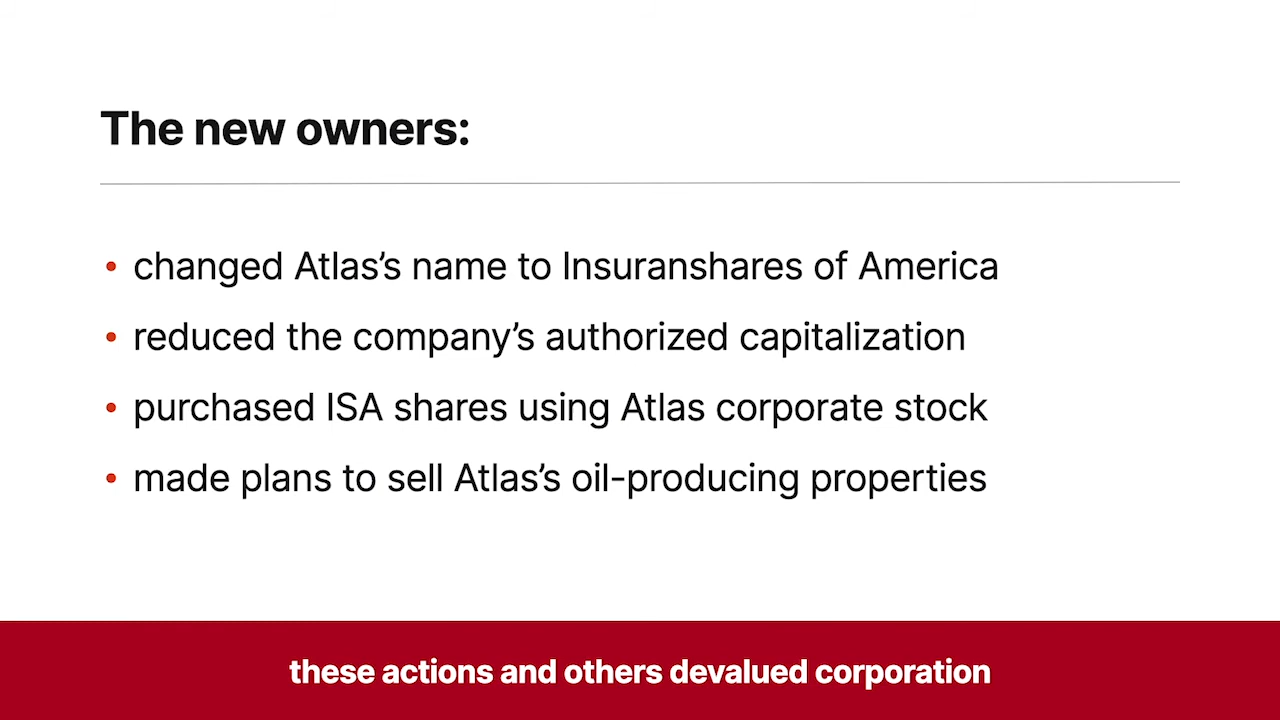 The new owners:
• changed Atlas’s name to Insuranshares of America
• reduced the company’s authorized capitalization
• purchased ISA shares using Atlas corporate stock
• made plans to sell Atlas’s oil-producing properties
these actions and others devalued corporation